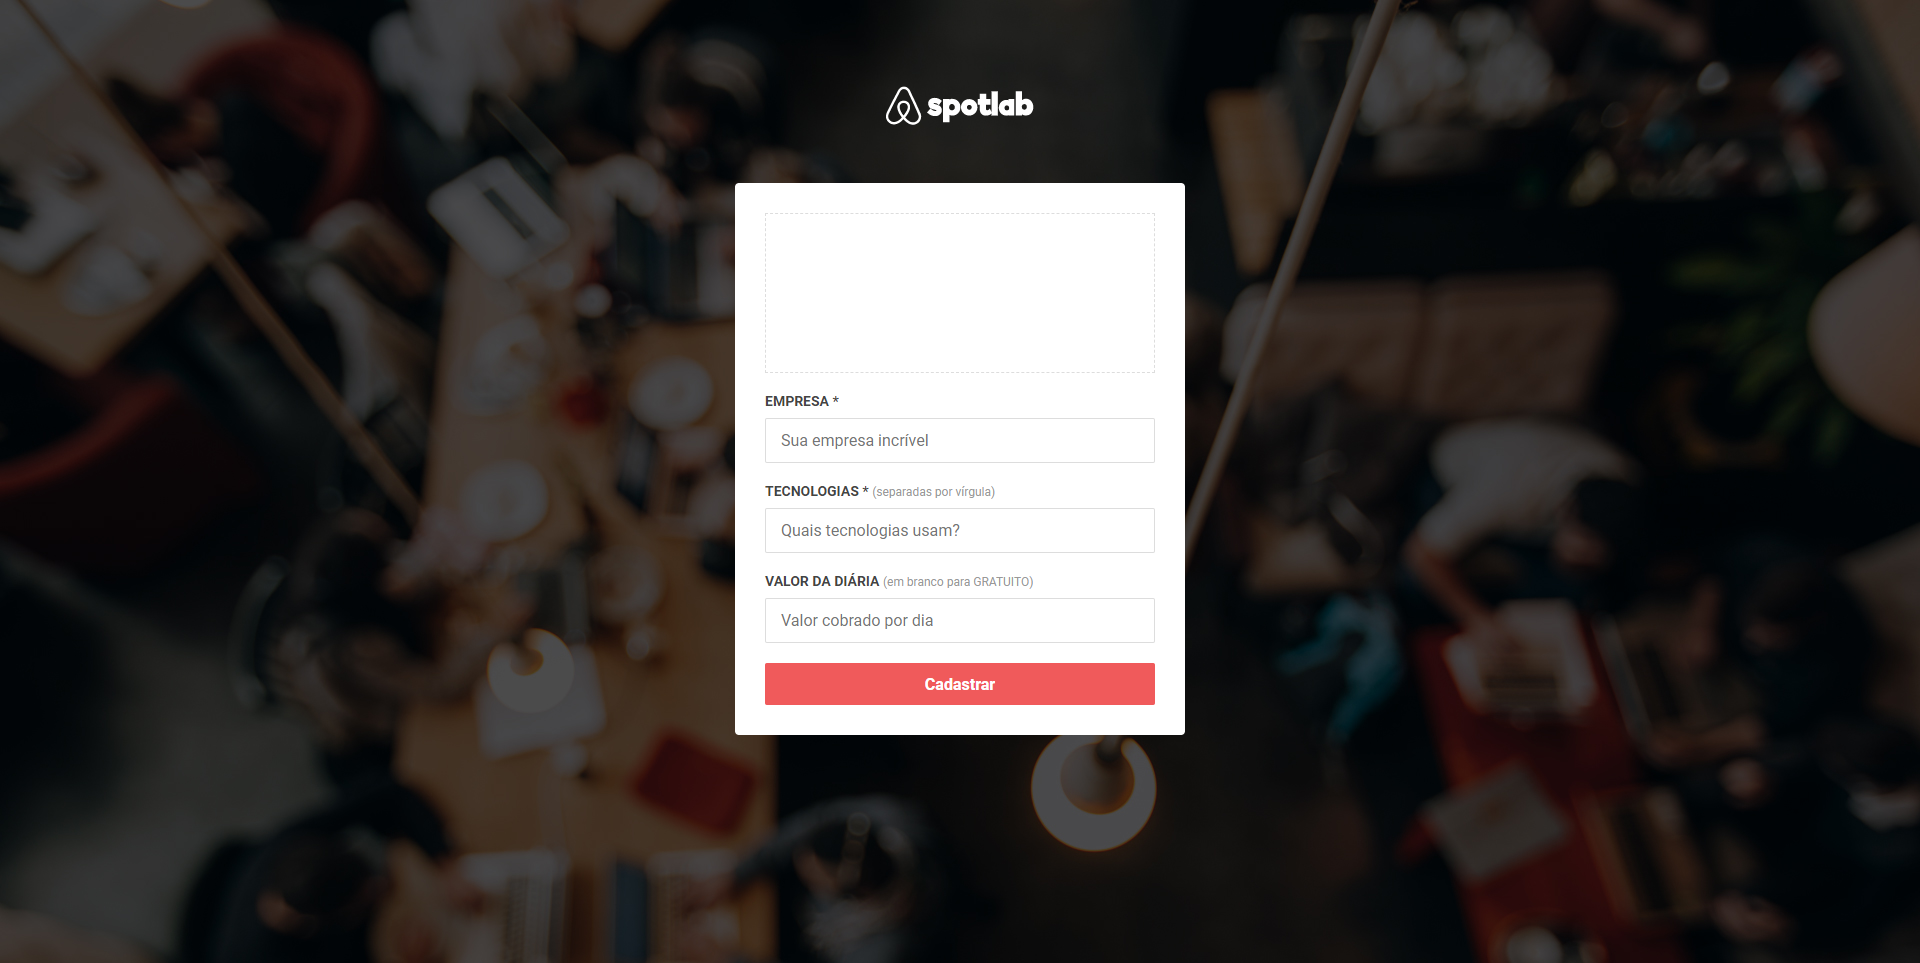 spotlab
EMPRESA *
Sua empresa incrível
TECNOLOGIAS * (separadas por vírgula)
Quais tecnologias usam?
VALOR DA DIÁRIA (em branco para GRATUITO)
Valor cobrado por dia
Cadastrar